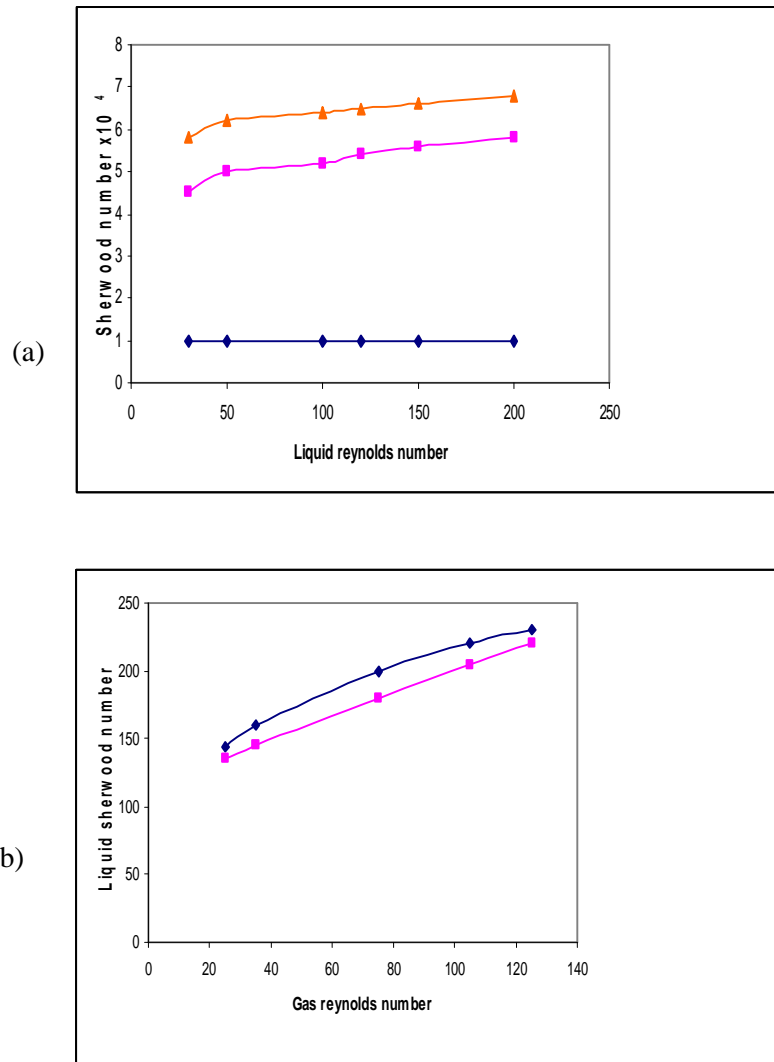 (a)
Sherwood number x10 4
8
7
6
5
4
3
2
1
0
0 50 100 150 200 250
Liquid reynolds number
b)
Liquid sherwood number
250
200
150
100
50
0
0 20 40 60 80 100 120 140
Gas reynolds number